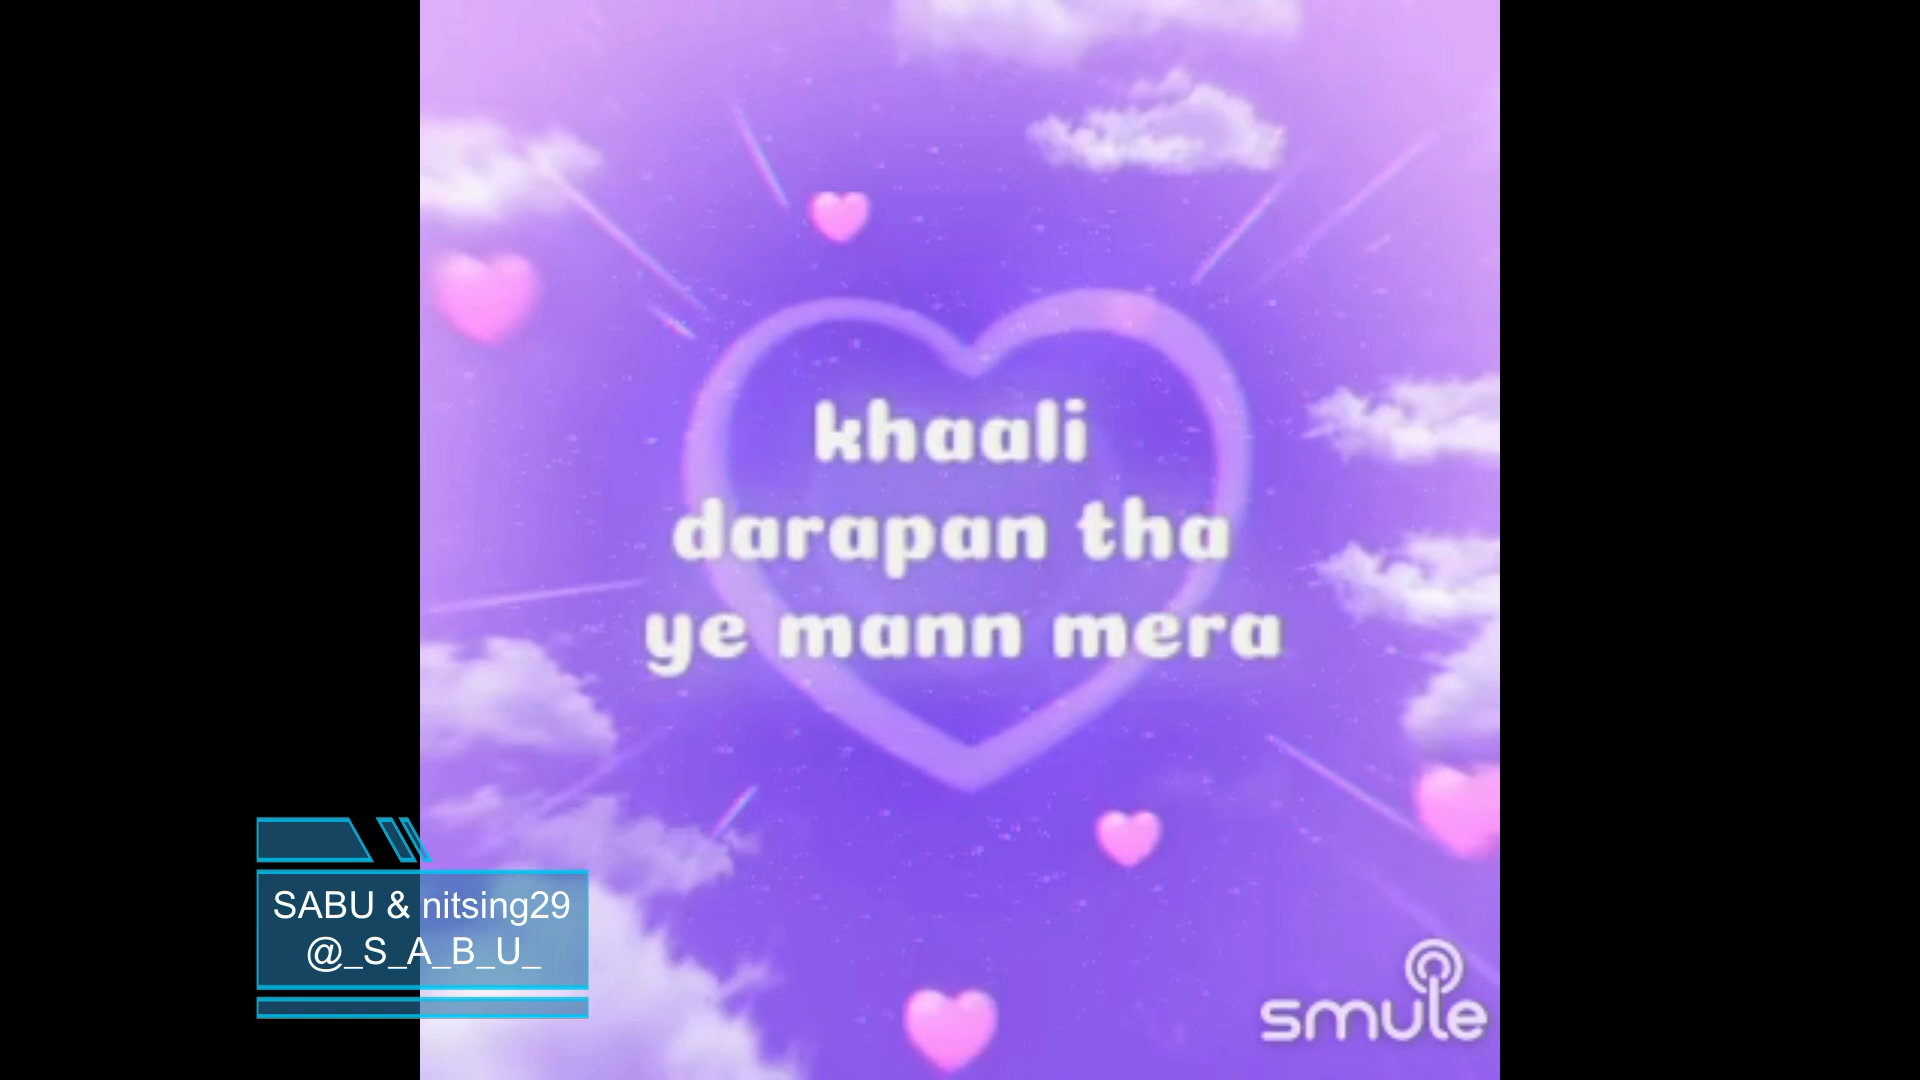 khaali
darapan tha
ye mann mera
SABU & nitsing29
@_S_A_B_U_
smule